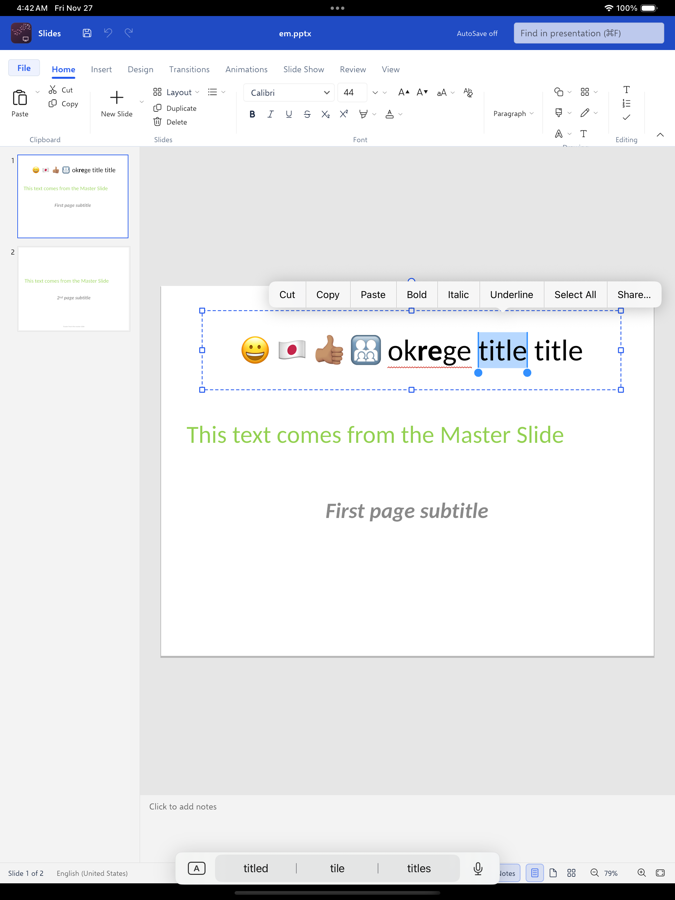 4:42 AM Fri Nov 27
100%
Slides
em.pptx
AutoSave off
Find in presentation (⌘F)
File
Home
Insert
Design
Transitions
Animations
Slide Show
Review
View
Paste
Cut
Copy
Clipboard
New Slide
Layout
Duplicate
Delete
Slides
Calibri
44
Font
Paragraph
Editing
1
😀 🇯🇵 👍🏽 okrege title title
This text comes from the Master Slide
First page subtitle
2
This text comes from the Master Slide
2nd page subtitle
Cut
Copy
Paste
Bold
Italic
Underline
Select All
Share...
😀 🇯🇵 👍🏽 okrege title title
This text comes from the Master Slide
First page subtitle
Click to add notes
Slide 1 of 2
English (United States)
A
titled
tile
titles
79%